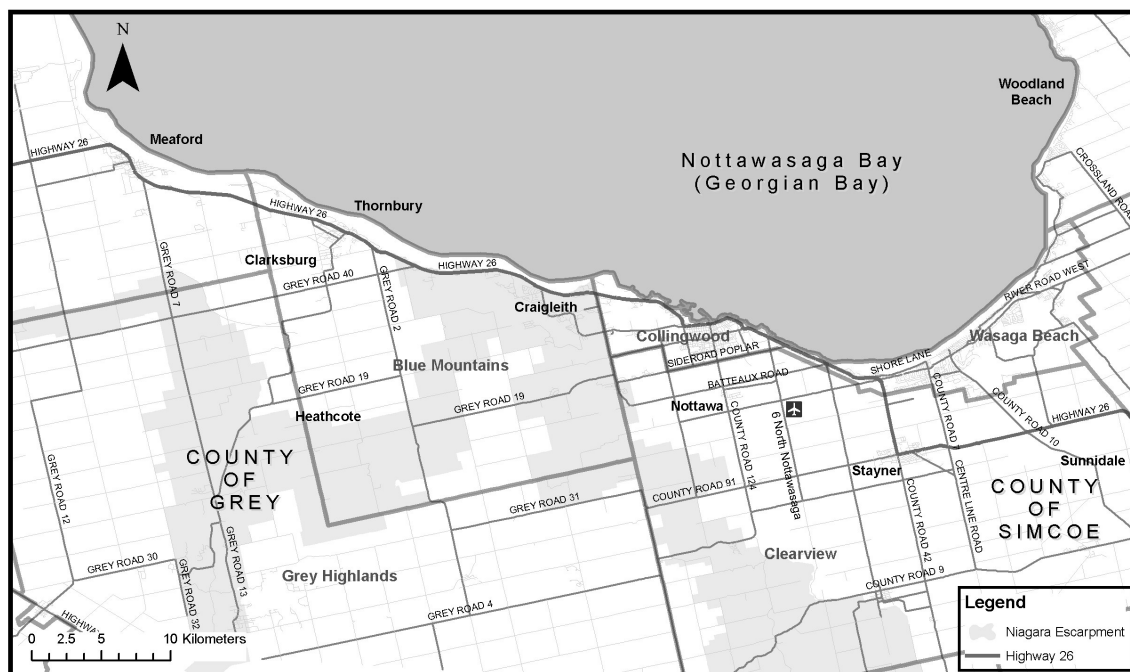 N
Woodland
Beach
Meaford
HIGHWAY 26
Nottawasaga Bay
(Georgian Bay)
CROSSLAND ROAD
Thornbury
HIGHWAY 26
Clarksburg
GREY ROAD 7
GREY ROAD 40
GREY ROAD 2
HIGHWAY 26
Craigleith
RIVER ROAD WEST
Collingwood
Wasaga Beach
SIDEROAD POPLAR
SHORE LANE
Blue Mountains
BATTEAUX ROAD
GREY ROAD 19
GREY ROAD 19
Heathcote
Nottawa
COUNTY ROAD 124
6 North Nottawasaga
COUNTY ROAD 7
COUNTY ROAD 10
HIGHWAY 26
COUNTY
OF
GREY
Stayner
Sunnidale
GREY ROAD 12
GREY ROAD 31
COUNTY ROAD 91
COUNTY ROAD 42
CENTRE LINE ROAD
COUNTY
OF
SIMCOE
GREY ROAD 30
GREY ROAD 32
GREY ROAD 13
Grey Highlands
Clearview
COUNTY ROAD 9
GREY ROAD 4
HIGHWAY
0 2.5 5 10 Kilometers
Legend
Niagara Escarpment
Highway 26